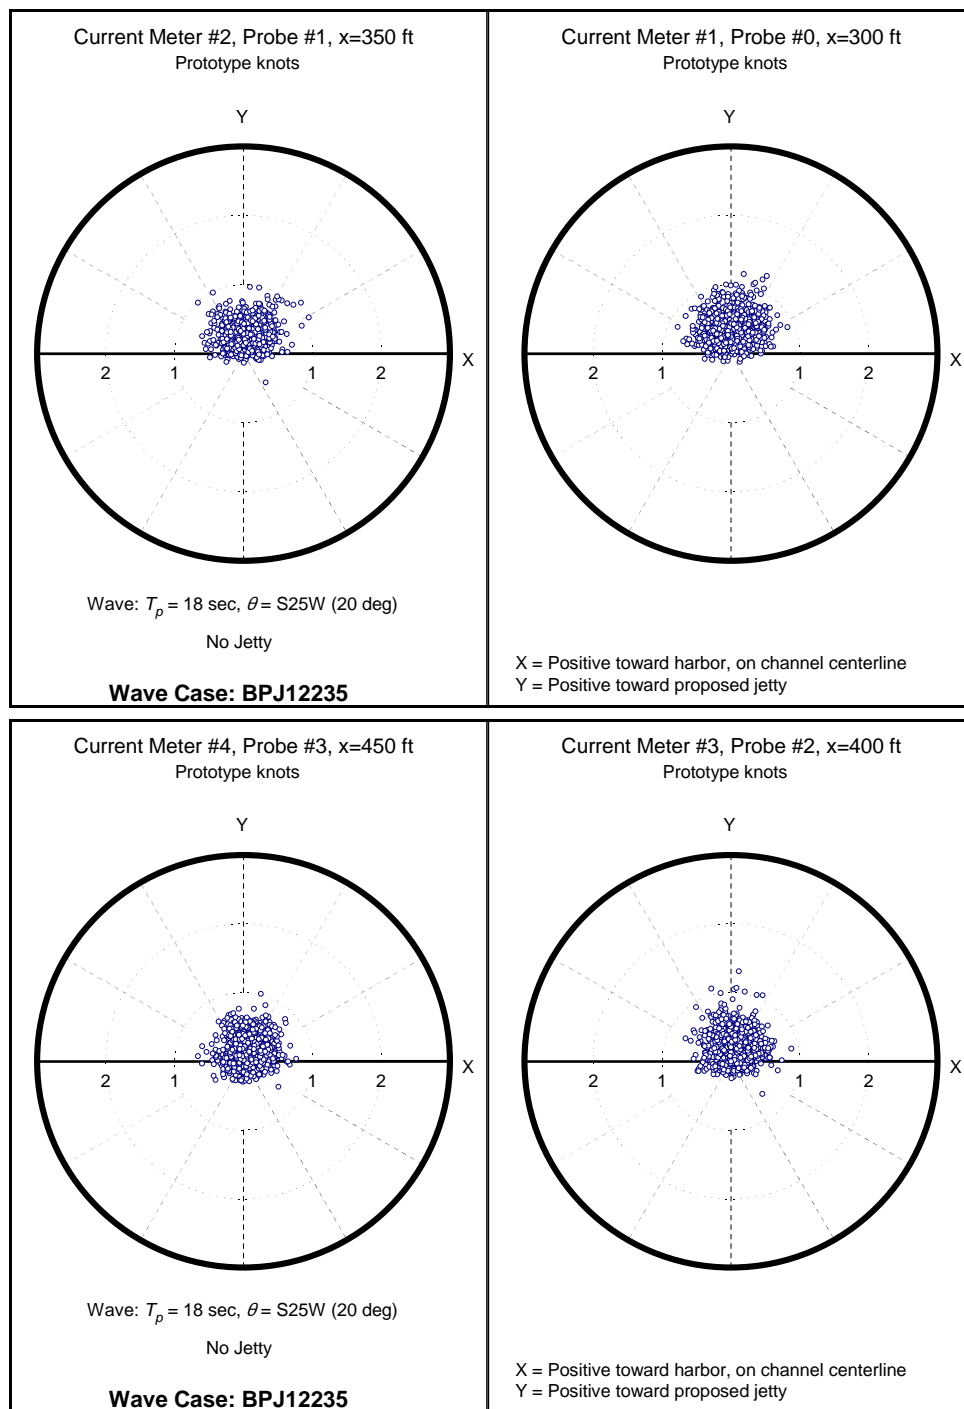 Current Meter #2, Probe #1, x=350 ft
Prototype knots
Y
X
2 1 1 2
Wave: Tp = 18 sec, θ = S25W (20 deg)
No Jetty
Wave Case: BPJ12235
Current Meter #1, Probe #0, x=300 ft
Prototype knots
Y
X
2 1 1 2
X = Positive toward harbor, on channel centerline
Y = Positive toward proposed jetty
Current Meter #4, Probe #3, x=450 ft
Prototype knots
Y
X
2 1 1 2
Wave: Tp = 18 sec, θ = S25W (20 deg)
No Jetty
Wave Case: BPJ12235
Current Meter #3, Probe #2, x=400 ft
Prototype knots
Y
X
2 1 1 2
X = Positive toward harbor, on channel centerline
Y = Positive toward proposed jetty